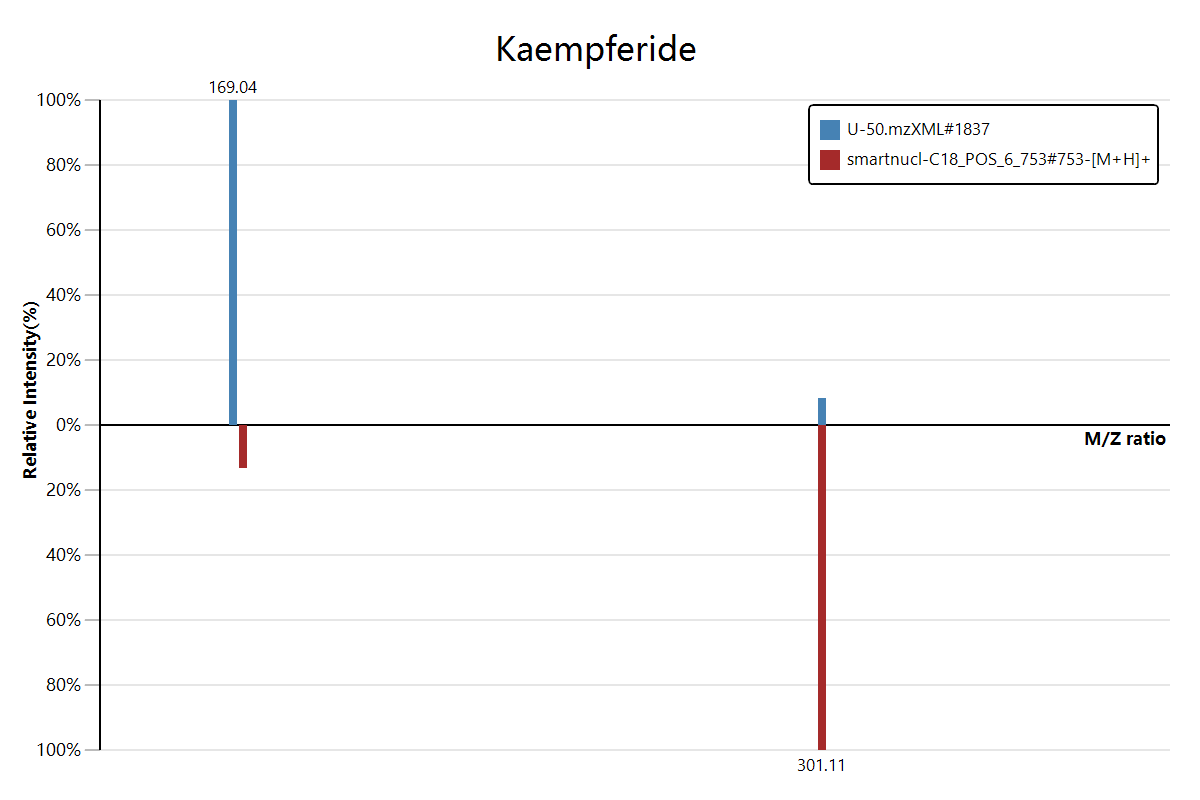 Kaempferide
169.04
100%
80%
60%
40%
20%
0%
20%
40%
60%
80%
100%
Relative Intensity(%)
U-50.mzXML#1837
smartnucl-C18_POS_6_753#753-[M+H]+
M/Z ratio
301.11